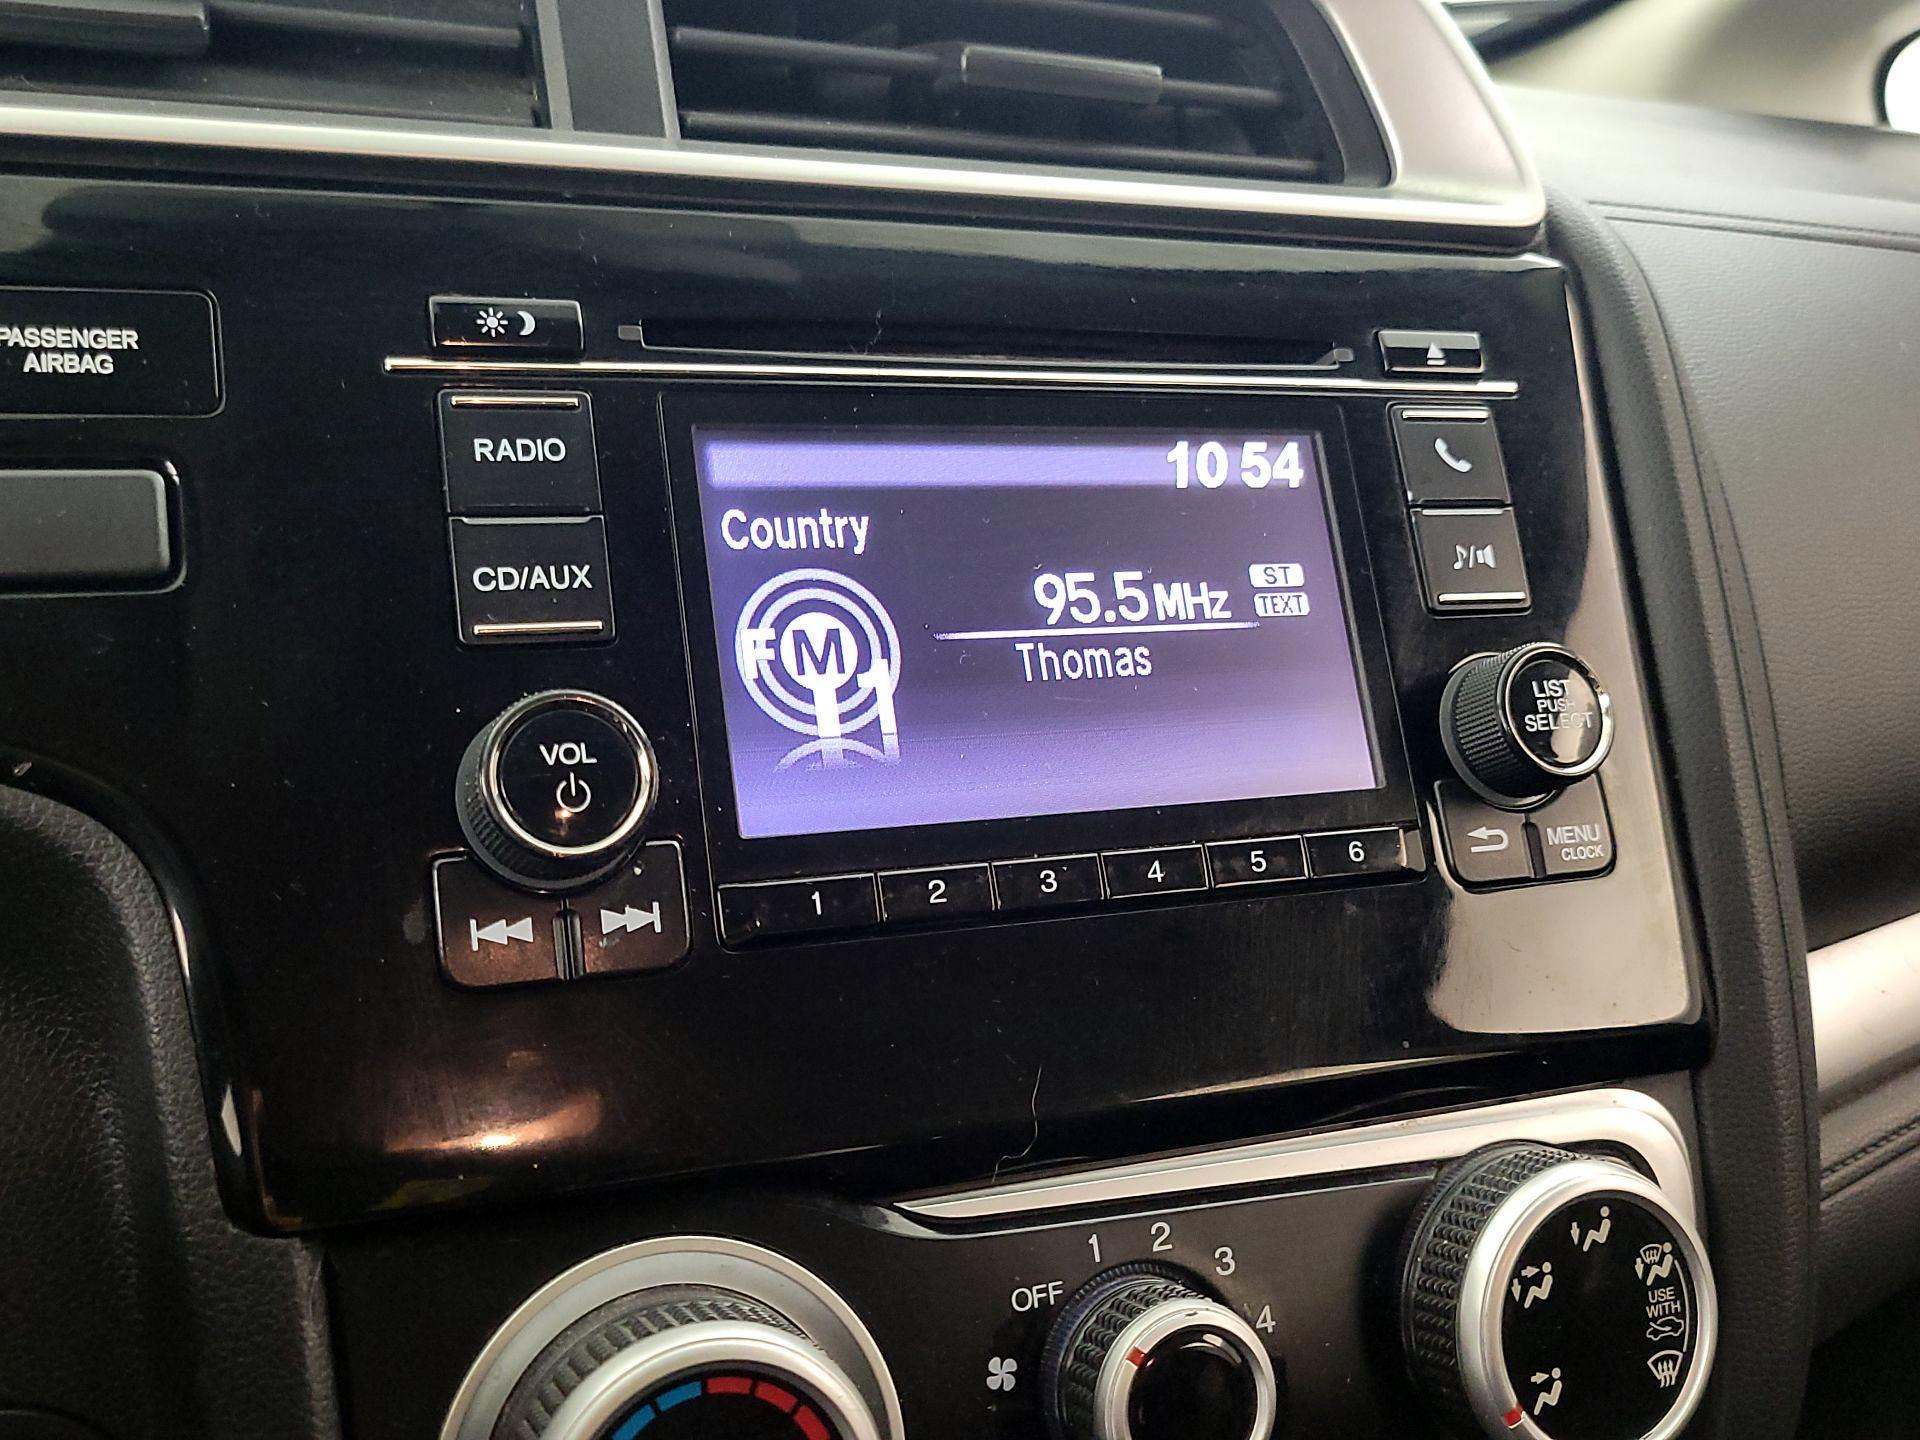 PASSENGER
AIRBAG
RADIO
CD/AUX
VOL
10 54
Country
FM
1
95.5 MHz
ST
TEXT
Thomas
LIST
PUSH
SELECT
MENU
CLOCK
1 2 3 4 5 6
OFF 1 2 3 4
USE
WITH